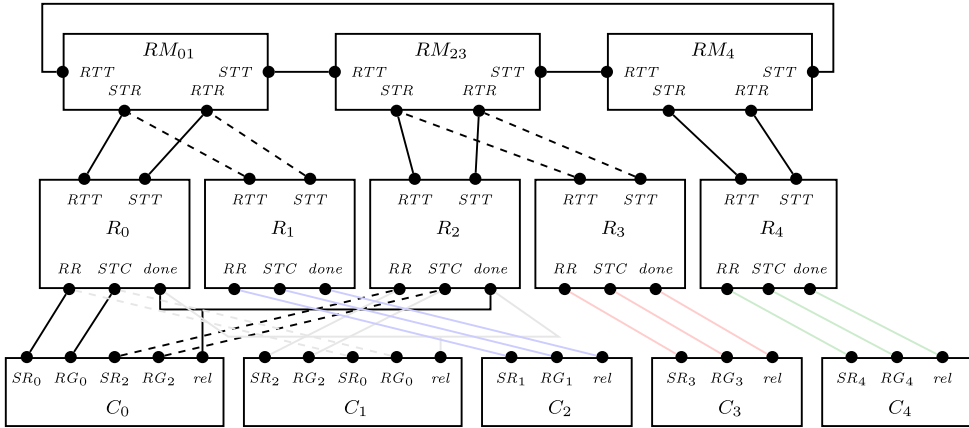 RM01 RM23 RM4
RTT STT RTT STT RTT STT
STR RTR STR RTR STR RTR
RTT STT RTT STT RTT STT RTT STT RTT STT
R0 R1 R2 R3 R4
RR STC done RR STC done RR STC done RR STC done RR STC done
SR0 RG0 SR2 RG2 rel SR2 RG2 SR0 RG0 rel SR1 RG1 rel SR3 RG3 rel SR4 RG4 rel
C0 C1 C2 C3 C4